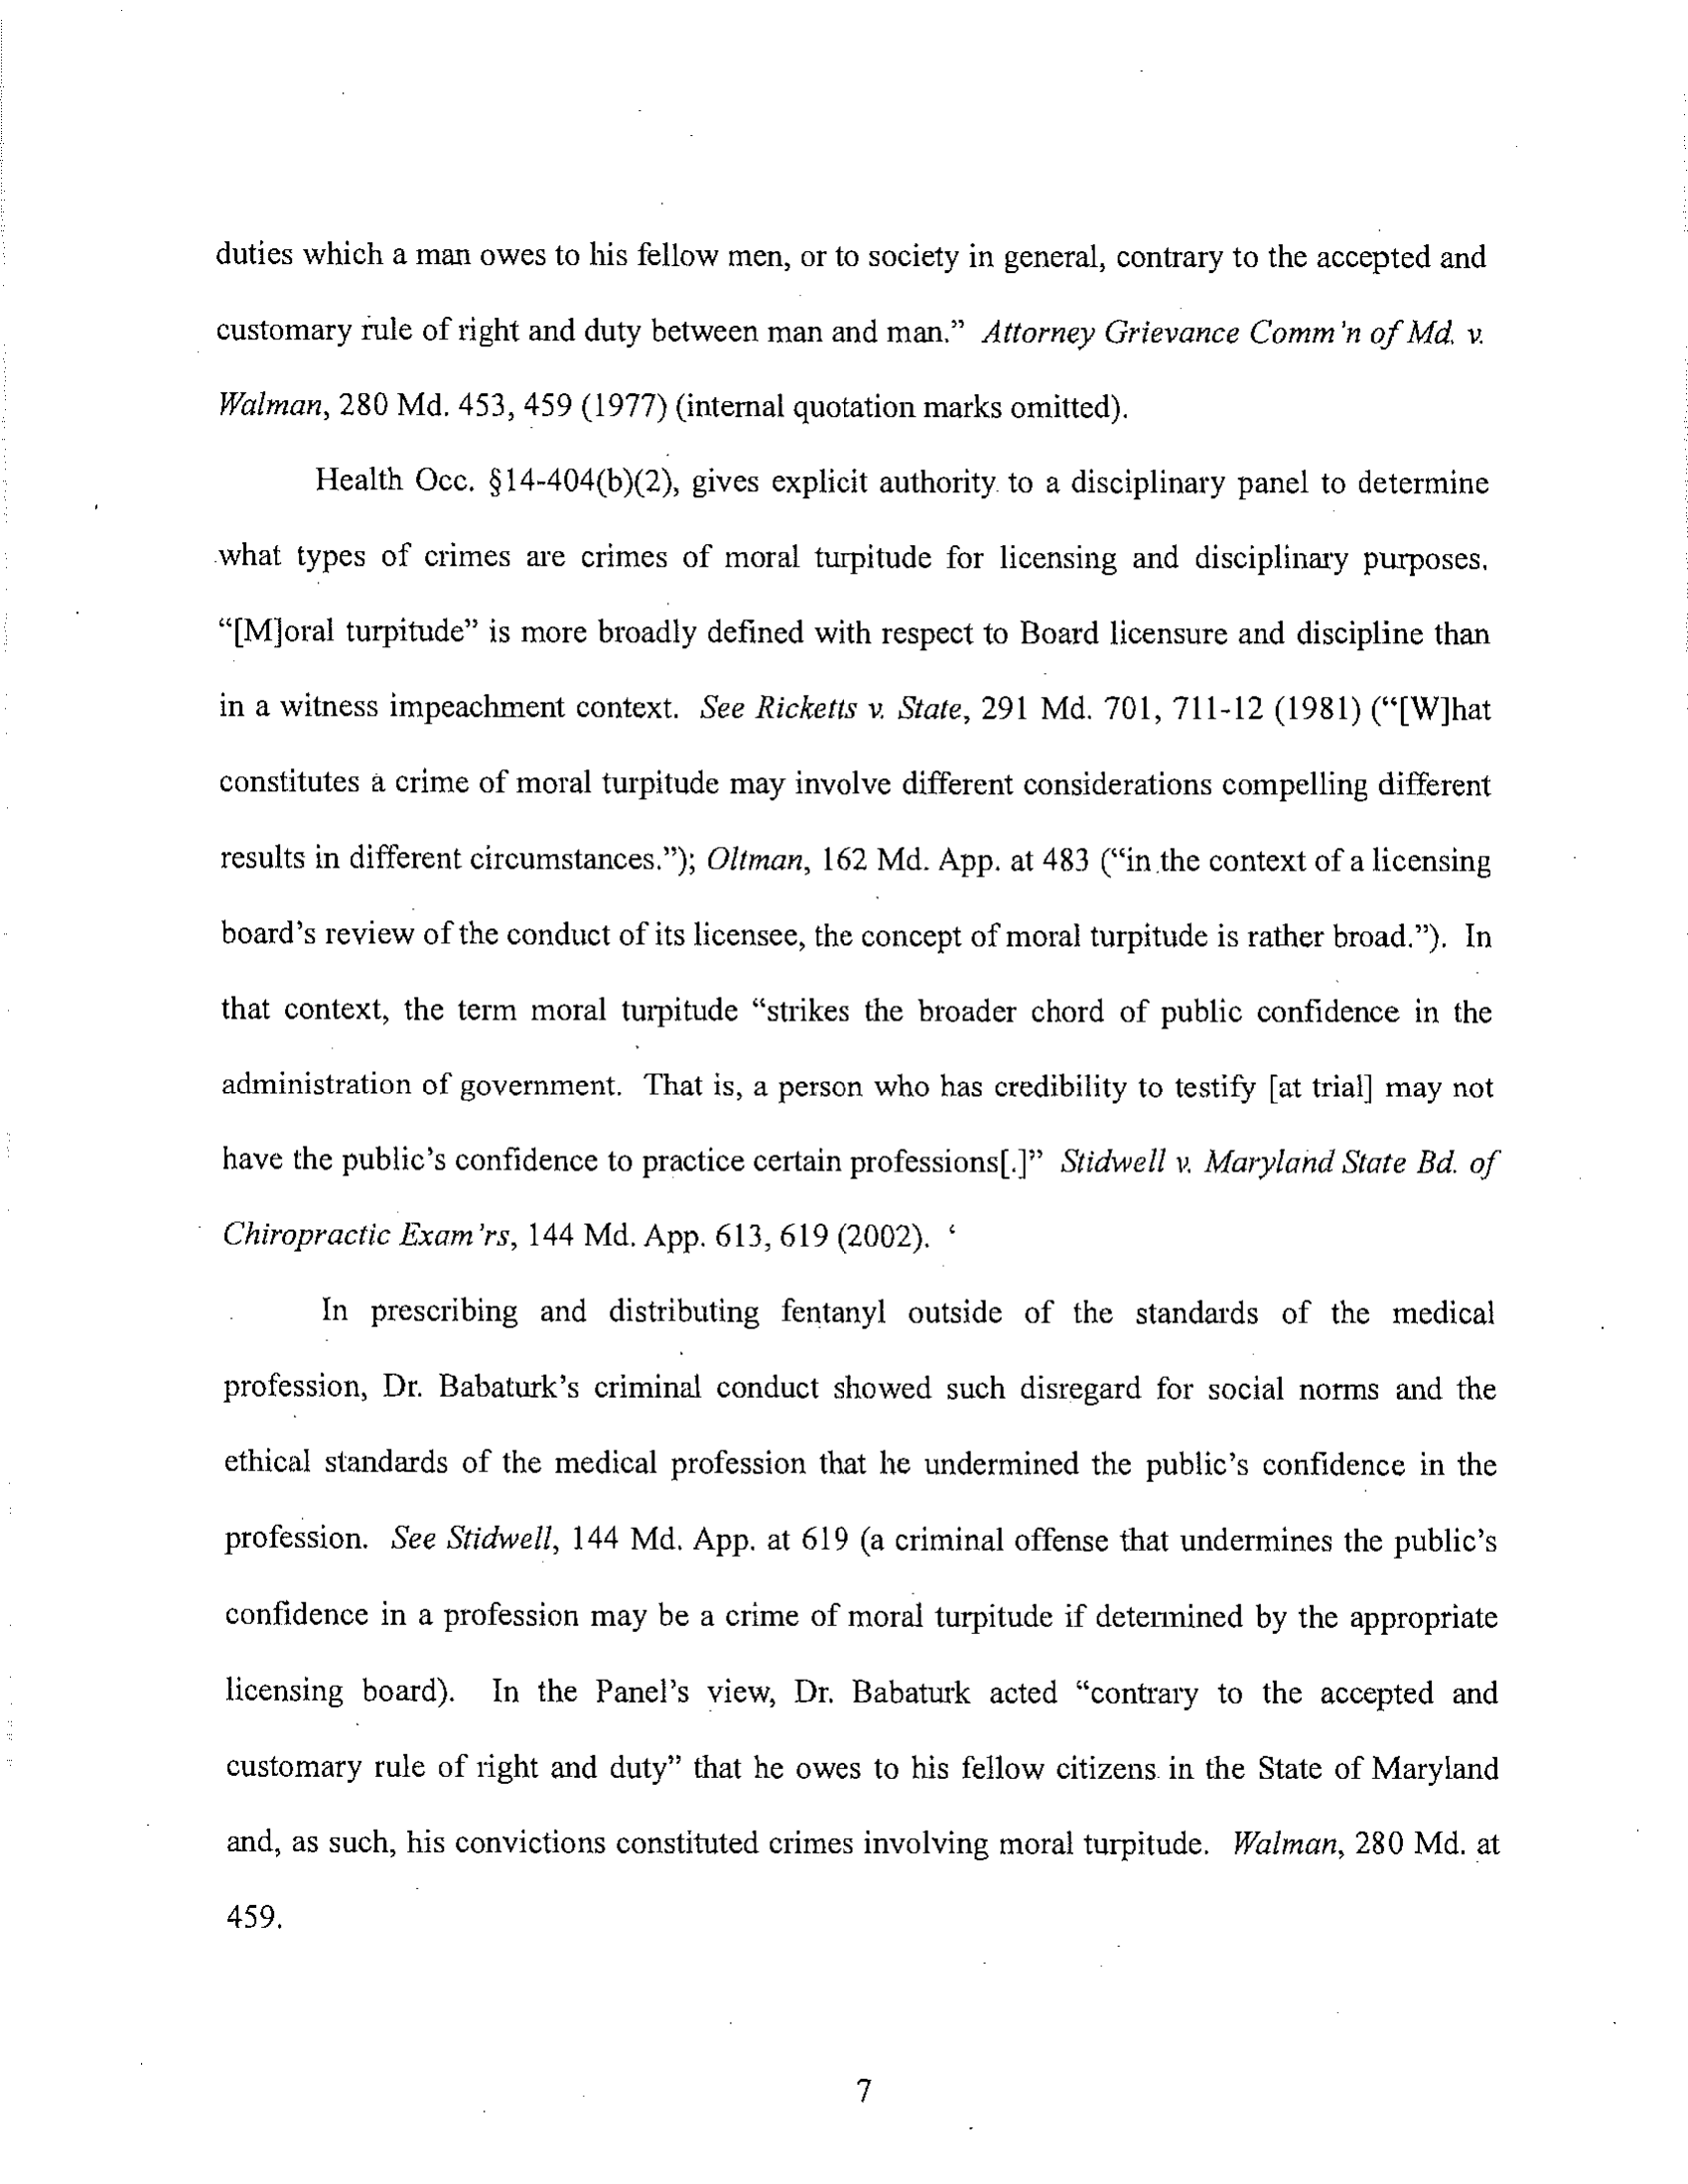 duties which a man owes to his fellow men, or to society in general, contrary to the accepted and
customary rule of right and duty between man and man.” Attorney Grievance Comm’n of Md. v.
Walman, 280 Md. 453, 459 (1977) (internal quotation marks omitted).
Health Occ. §14-404(b)(2), gives explicit authority to a disciplinary panel to determine
what types of crimes are crimes of moral turpitude for licensing and disciplinary purposes.
“[M]oral turpitude” is more broadly defined with respect to Board licensure and discipline than
in a witness impeachment context. See Ricketts v. State, 291 Md. 701, 711-12 (1981) (“[W]hat
constitutes a crime of moral turpitude may involve different considerations compelling different
results in different circumstances.”); Oltman, 162 Md. App. at 483 (“in the context of a licensing
board’s review of the conduct of its licensee, the concept of moral turpitude is rather broad.”). In
that context, the term moral turpitude “strikes the broader chord of public confidence in the
administration of government. That is, a person who has credibility to testify [at trial] may not
have the public’s confidence to practice certain professions[.]” Stidwell v. Maryland State Bd. of
Chiropractic Exam’rs, 144 Md. App. 613, 619 (2002).
In prescribing and distributing fentanyl outside of the standards of the medical
profession, Dr. Babaturk’s criminal conduct showed such disregard for social norms and the
ethical standards of the medical profession that he undermined the public’s confidence in the
profession. See Stidwell, 144 Md. App. at 619 (a criminal offense that undermines the public’s
confidence in a profession may be a crime of moral turpitude if determined by the appropriate
licensing board). In the Panel’s view, Dr. Babaturk acted “contrary to the accepted and
customary rule of right and duty” that he owes to his fellow citizens in the State of Maryland
and, as such, his convictions constituted crimes involving moral turpitude. Walman, 280 Md. at
459.
7